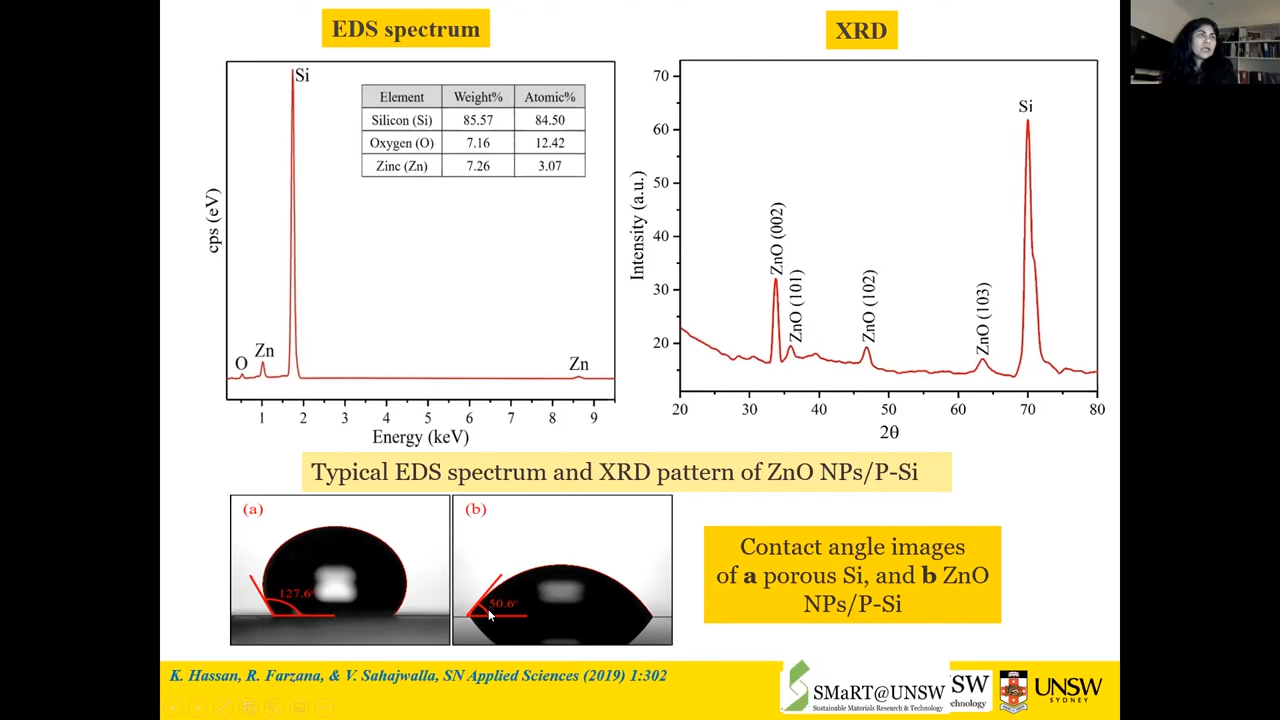 EDS spectrum
XRD
Si
Element Weight% Atomic%
Silicon (Si) 85.57 84.50
Oxygen (O) 7.16 12.42
Zinc (Zn) 7.26 3.07
cps (eV)
O
Zn
Zn
1 2 3 4 5 6 7 8 9
Energy (keV)
70
60
50
40
30
20
Intensity (a.u.)
ZnO (002)
ZnO (101)
ZnO (102)
ZnO (103)
Si
20 30 40 50 60 70 80
2θ
Typical EDS spectrum and XRD pattern of ZnO NPs/P-Si
(a)
127.6°
(b)
50.6°
Contact angle images
of a porous Si, and b ZnO
NPs/P-Si
K. Hassan, R. Farzana, & V. Sahajwalla, SN Applied Sciences (2019) 1:302
SMaRT@UNSW
Sustainable Materials Research & Technology
SW
chnology
UNSW
SYDNEY